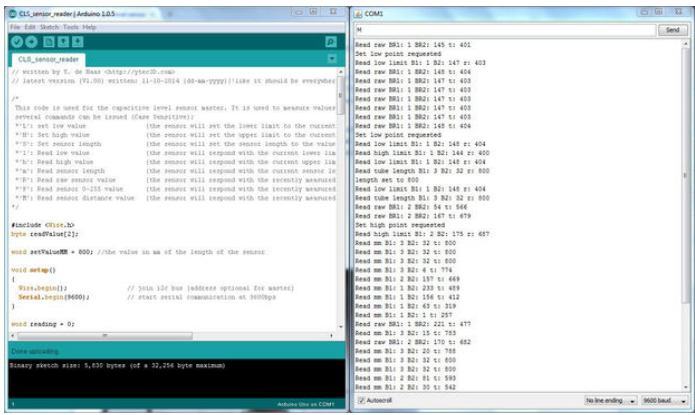 CLS_sensor_reader | Arduino 1.0.5
File Edit Sketch Tools Help
CLS_sensor_reader
// written by T. de Haas <http://yter3D.com>
// latest version (V1.00) written: 11-10-2014 (dd-mm-yyyy)(!like it should be everywher
/*
This code is used for the capacitive level sensor master. It is used to measure values
several commands can be issued (Case Sensitive):
*'L': set low value (the sensor will set the lower limit to the current
*'H': Set high value (the sensor will set the upper limit to the current
*'S': Set sensor length (the sensor will set the sensor length to the value
*'l': Read low value (the sensor will respond with the current lower lim
*'h': Read high value (the sensor will respond with the current upper lim
*'m': Read sensor length (the sensor will respond with the current sensor le
*'R': Read raw sensor value (the sensor will respond with the recently measured
Read sensor 0-255 value (the sensor will respond with the recently measured
*'M': Read sensor distance value (the sensor will respond with the recently measured
*/
#include <Wire.h>
byte readValue[2];
word setValueMM = 800; //the value in mm of the length of the sensor
void setup()
{
Wire.begin(); // join i2c bus (address optional for master)
Serial.begin(9600); // start serial communication at 9600bps
}
word reading = 0;
Done uploading.
Binary sketch size: 5,830 bytes (of a 32,256 byte maximum)
1
Arduino Uno on COM1
COM1
M
Send
Read raw BR1: 1 BR2: 145 t: 401
Set low point requested
Read low limit B1: 1 B2: 147 r: 403
Read raw BR1: 1 BR2: 148 t: 404
Read raw BR1: 1 BR2: 147 t: 403
Read raw BR1: 1 BR2: 147 t: 403
Read raw BR1: 1 BR2: 147 t: 403
Read raw BR1: 1 BR2: 147 t: 403
Read raw BR1: 1 BR2: 148 t: 404
Set low point requested
Read low limit B1: 1 B2: 148 r: 404
Read high limit B1: 1 B2: 144 r: 400
Read low limit B1: 1 B2: 148 r: 404
Read tube length B1: 3 B2: 32 r: 800
length set to 800
Read low limit B1: 1 B2: 148 r: 404
Read tube length B1: 3 B2: 32 r: 800
Read raw BR1: 2 BR2: 54 t: 566
Read raw BR1: 2 BR2: 167 t: 679
Set high point requested
Read high limit B1: 2 B2: 175 r: 687
Read mm B1: 3 B2: 32 t: 800
Read mm B1: 3 B2: 32 t: 800
Read mm B1: 3 B2: 32 t: 800
Read mm B1: 3 B2: 6 t: 774
Read mm B1: 2 B2: 157 t: 669
Read mm B1: 1 B2: 233 t: 489
Read mm B1: 1 B2: 156 t: 412
Read mm B1: 1 B2: 63 t: 319
Read mm B1: 1 B2: 1 t: 257
Read raw BR1: 1 BR2: 221 t: 477
Read mm B1: 3 B2: 15 t: 783
Read raw BR1: 2 BR2: 170 t: 682
Read mm B1: 3 B2: 20 t: 788
Read mm B1: 3 B2: 32 t: 800
Read mm B1: 3 B2: 32 t: 800
Read mm B1: 2 B2: 81 t: 593
Read mm B1: 2 B2: 30 t: 542
Autoscroll
No line ending
9600 baud